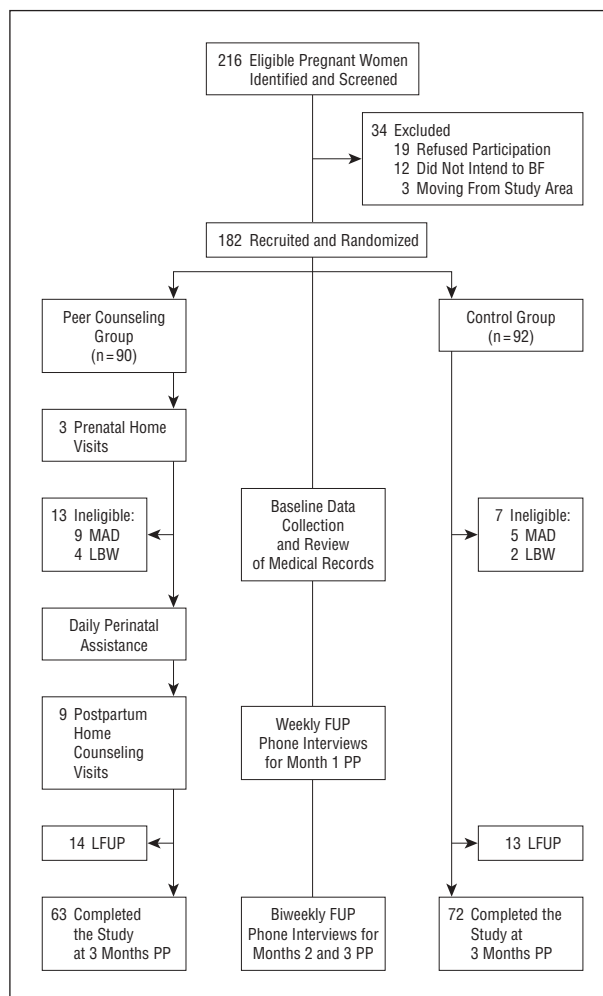 216 Eligible Pregnant Women
Identified and Screened
34 Excluded
19 Refused Participation
12 Did Not Intend to BF
3 Moving From Study Area
182 Recruited and Randomized
Peer Counseling
Group
(n=90)
Control Group
(n=92)
3 Prenatal Home
Visits
13 Ineligible:
9 MAD
4 LBW
Baseline Data
Collection
and Review
of Medical Records
7 Ineligible:
5 MAD
2 LBW
Daily Perinatal
Assistance
9 Postpartum
Home
Counseling
Visits
Weekly FUP
Phone Interviews
for Month 1 PP
14 LFUP
13 LFUP
63 Completed
the Study
at 3 Months PP
Biweekly FUP
Phone Interviews for
Months 2 and 3 PP
72 Completed the
Study at
3 Months PP